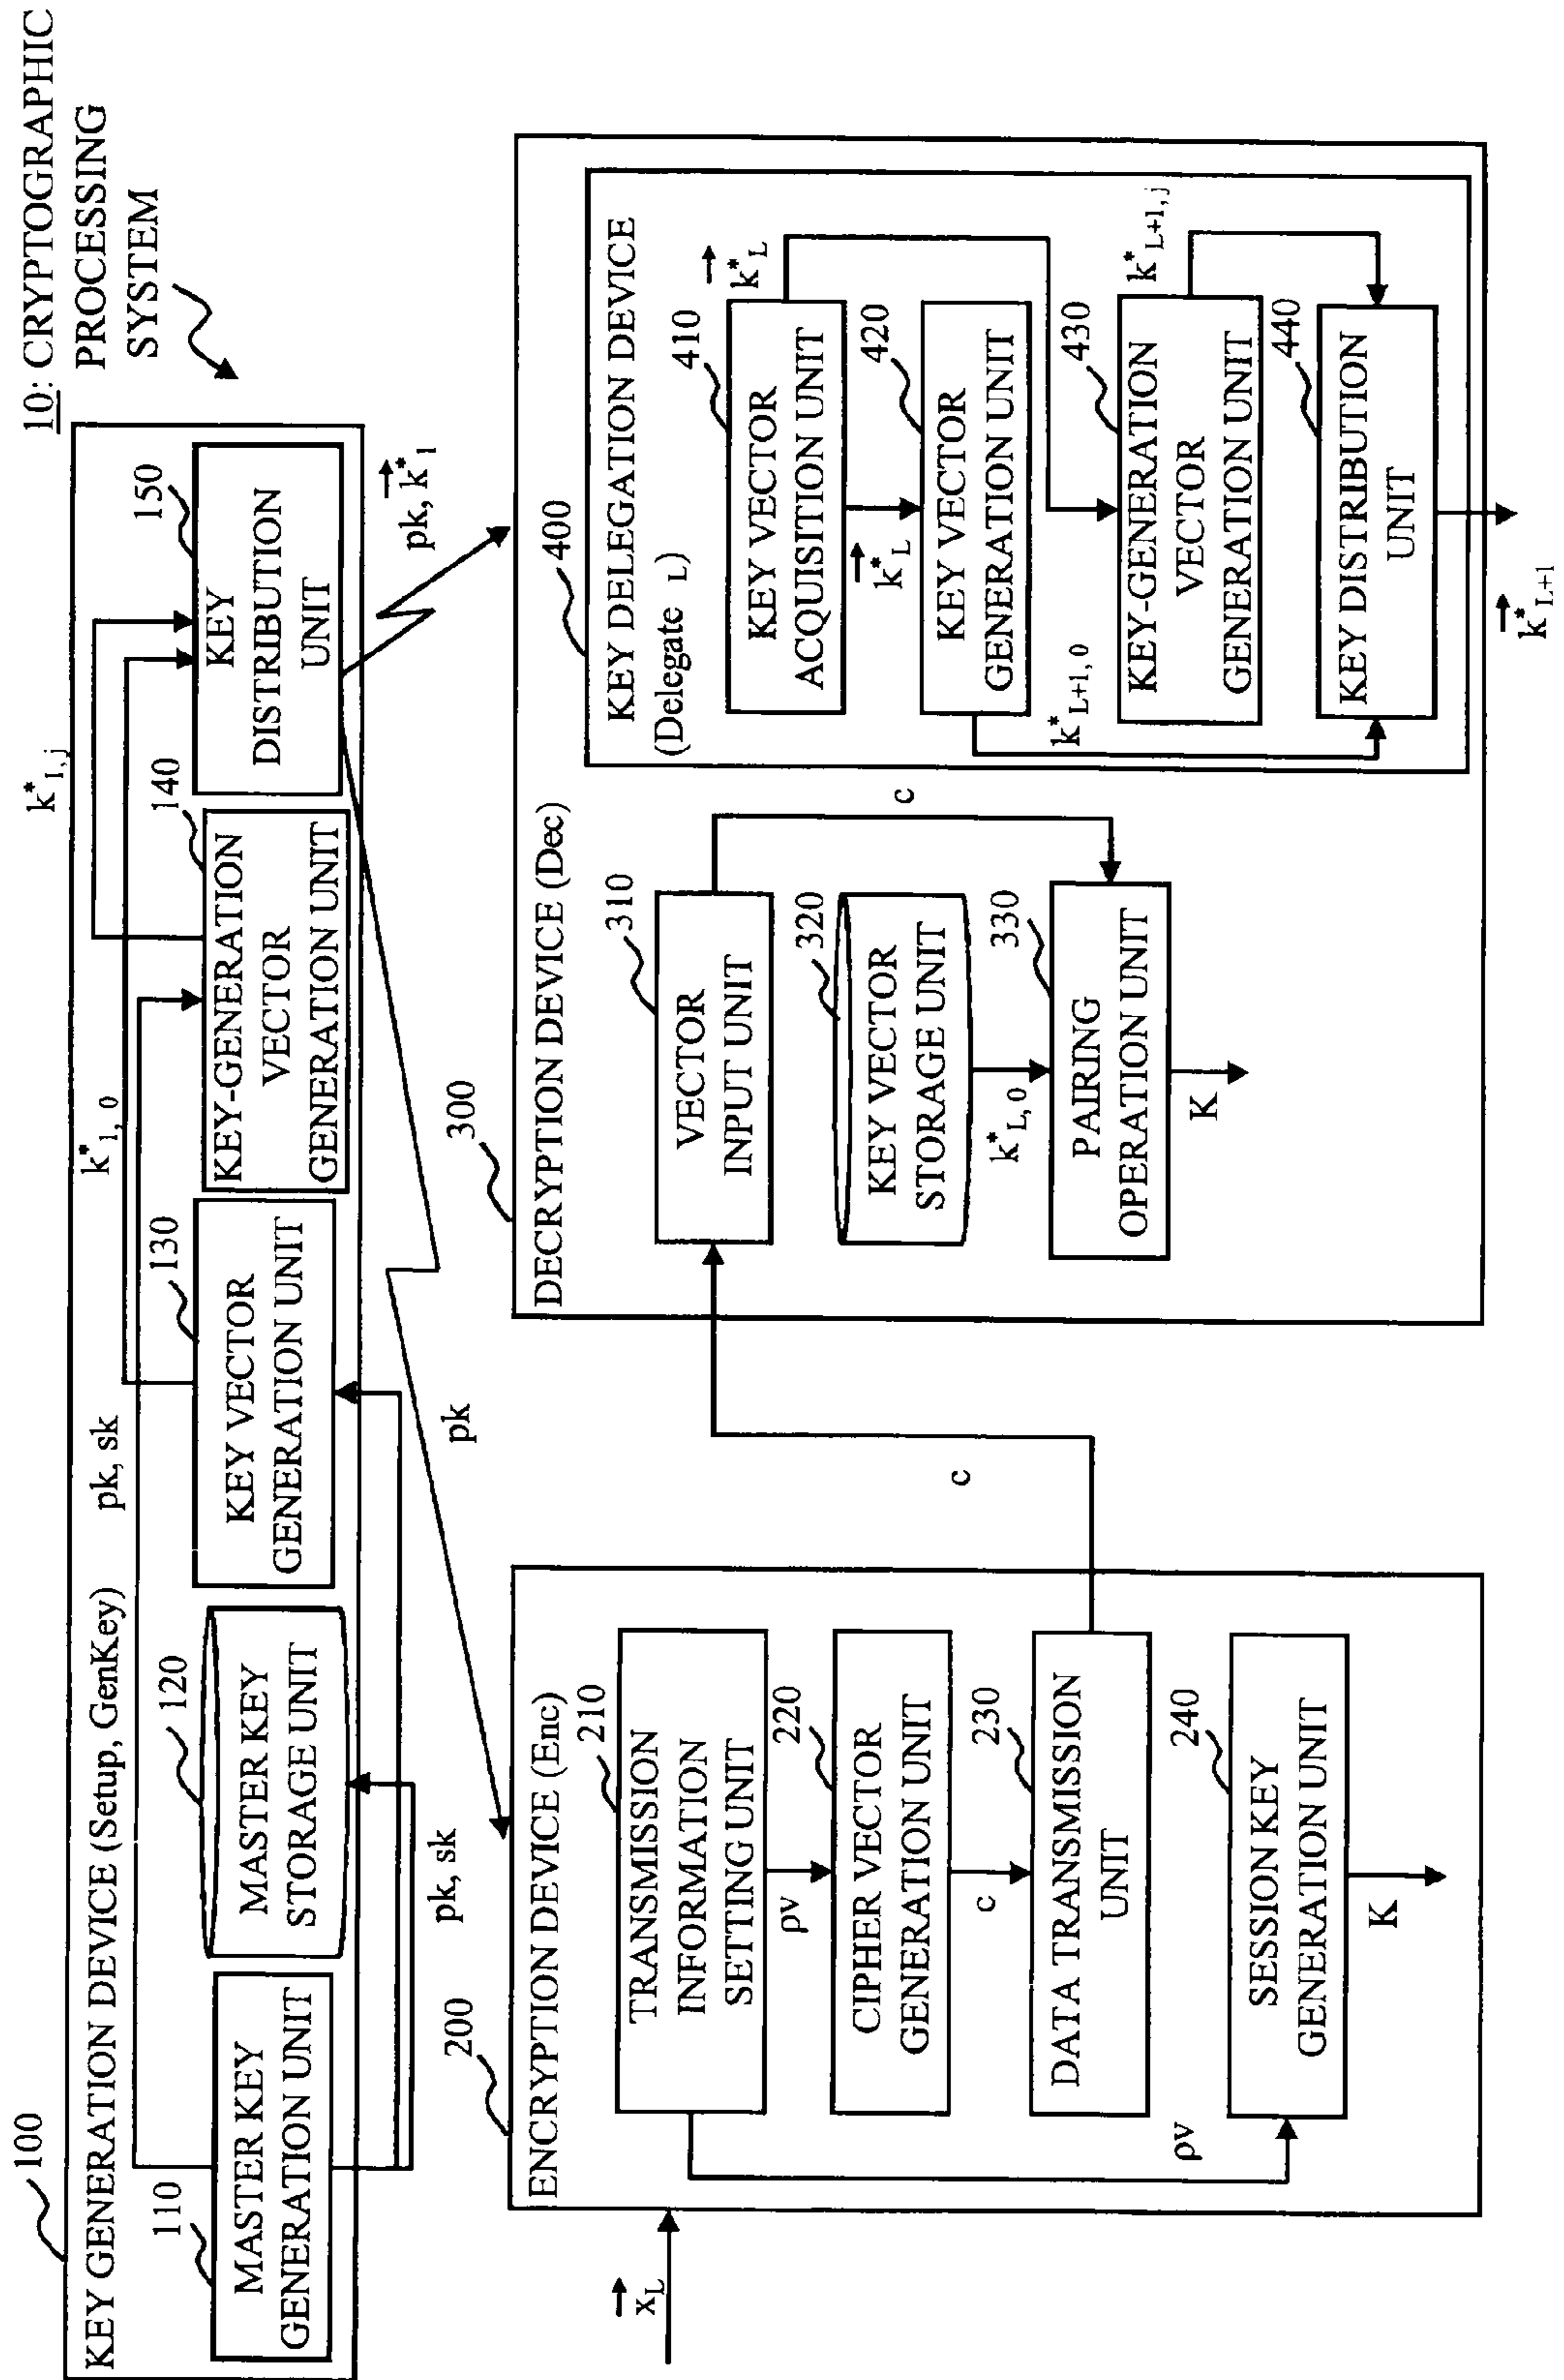 10: CRYPTOGRAPHIC
PROCESSING
SYSTEM
100
KEY GENERATION DEVICE (Setup, GenKey)
110
MASTER KEY
GENERATION UNIT
120
MASTER KEY
STORAGE UNIT
pk, sk
pk, sk
130
KEY VECTOR
GENERATION UNIT
k*1, 0
140
KEY-GENERATION
VECTOR
GENERATION UNIT
k*1, j
150
KEY
DISTRIBUTION
UNIT
pk
pk, k*1
200
ENCRYPTION DEVICE (Enc)
xL
210
TRANSMISSION
INFORMATION
SETTING UNIT
ρv
220
CIPHER VECTOR
GENERATION UNIT
c
230
DATA TRANSMISSION
UNIT
ρv
240
SESSION KEY
GENERATION UNIT
K
c
300
DECRYPTION DEVICE (Dec)
310
VECTOR
INPUT UNIT
c
320
KEY VECTOR
STORAGE UNIT
k*L, 0
330
PAIRING
OPERATION UNIT
K
400
KEY DELEGATION DEVICE
(Delegate L)
410
KEY VECTOR
ACQUISITION UNIT
k*L
k*L
420
KEY VECTOR
GENERATION UNIT
k*L+1, 0
430
KEY-GENERATION
VECTOR
GENERATION UNIT
k*L+1, j
440
KEY DISTRIBUTION
UNIT
k*L+1